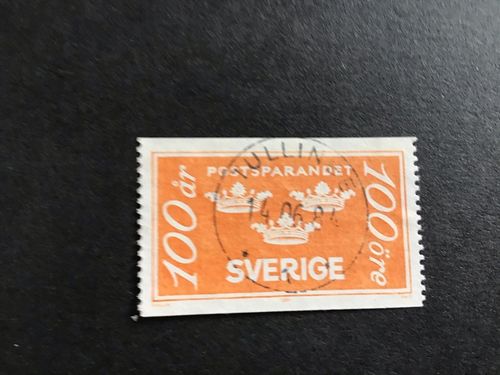 100 år
POSTSPARANDET
SVERIGE
100 öre